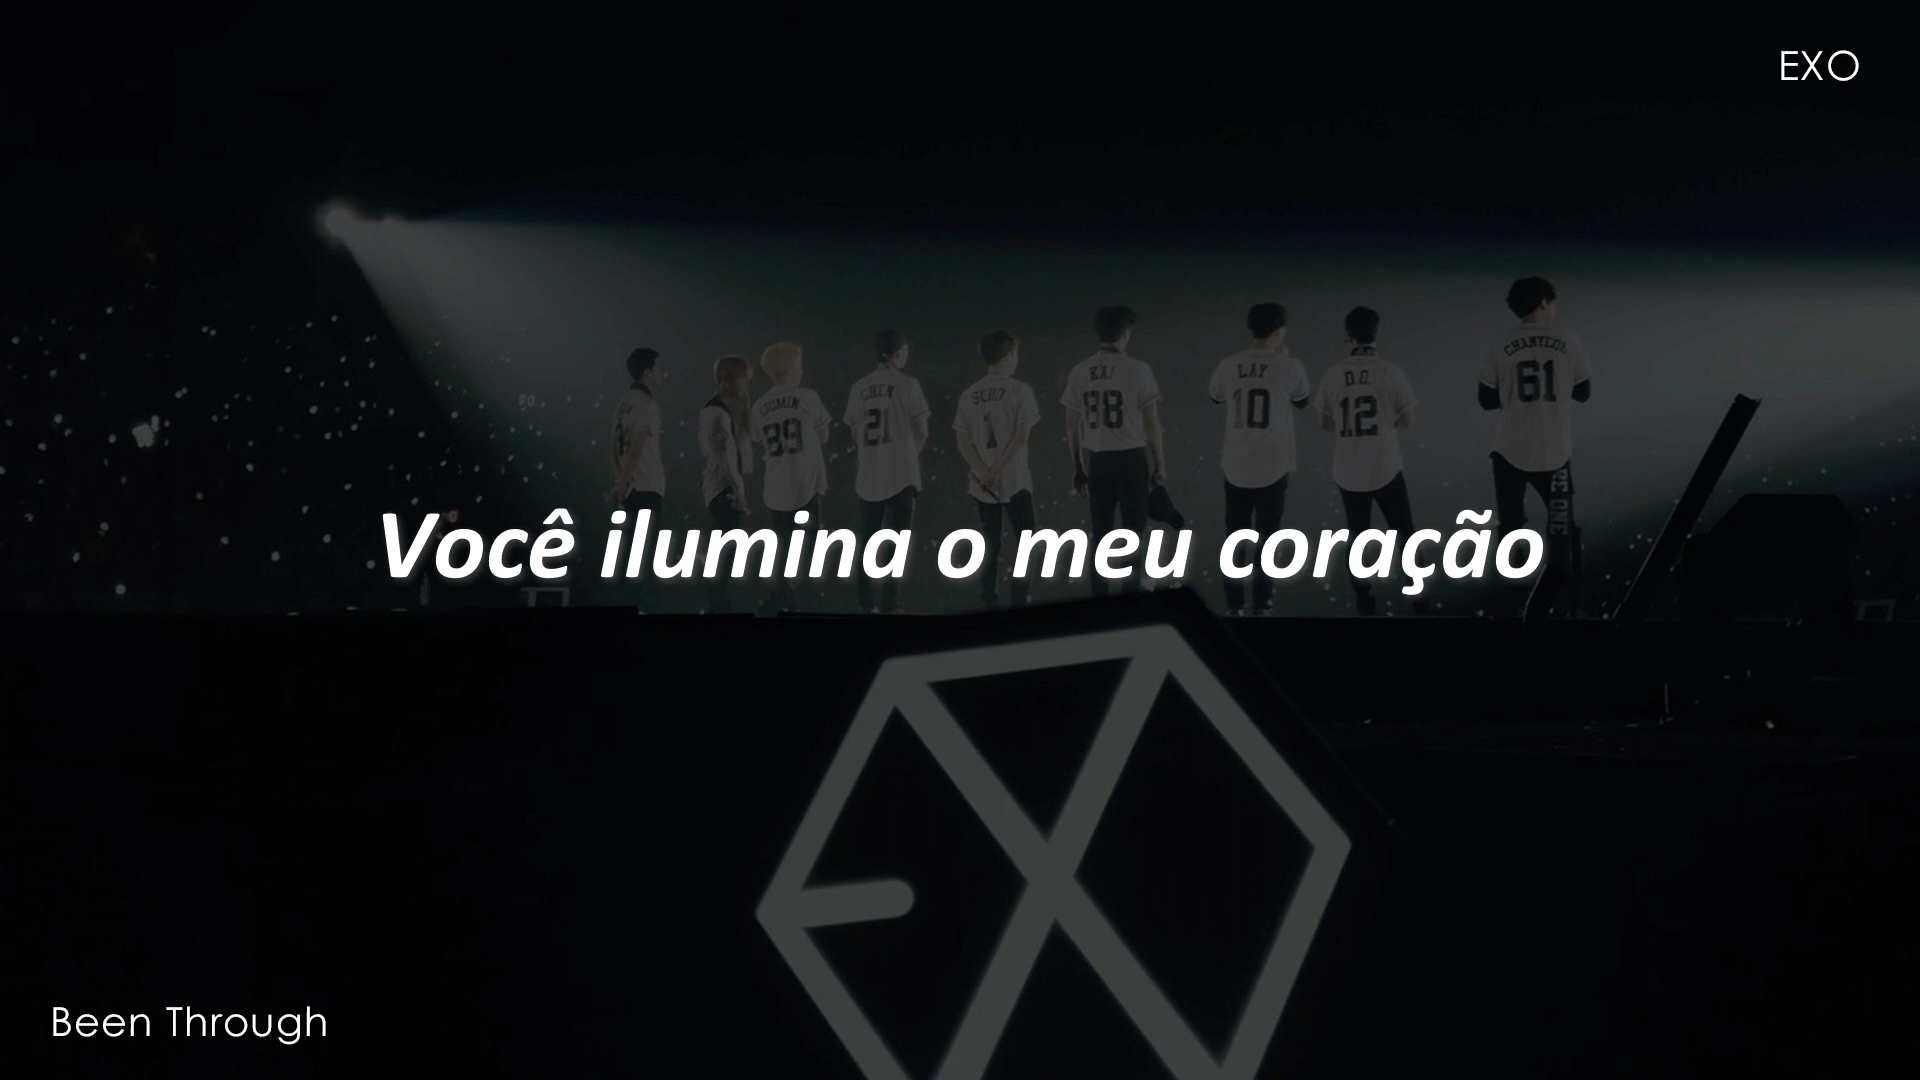 EXO
CHANYEOL
61
KAI
88
LAY
10
D.O.
12
CHEN
21
SUHO
1
XIUMIN
99
Você ilumina o meu coração
EXO
Been Through